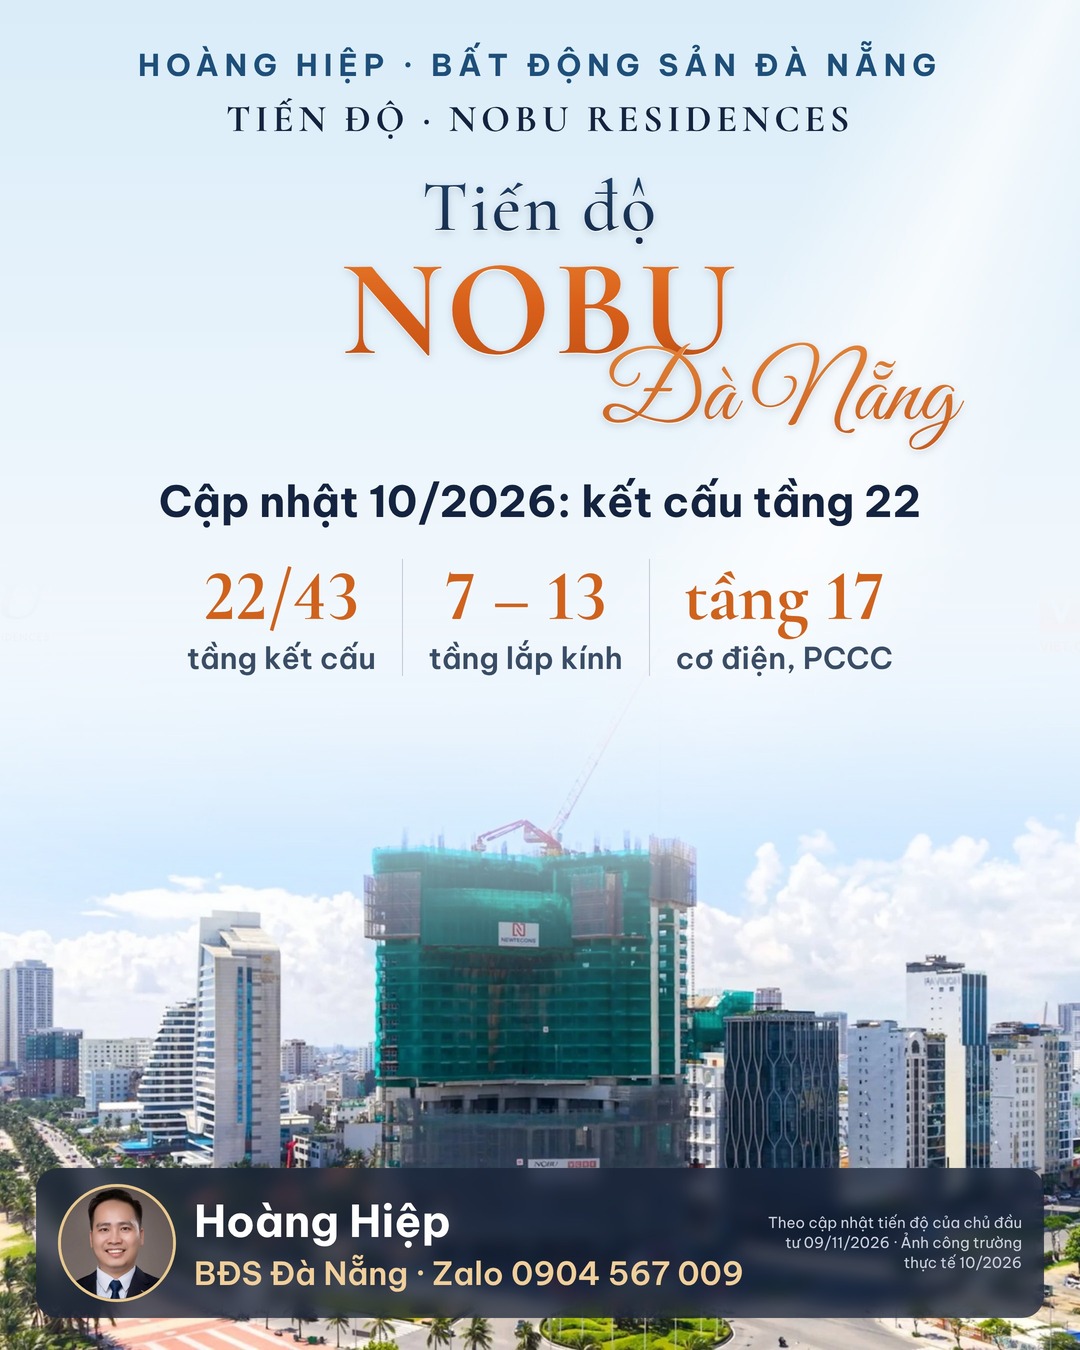 HOÀNG HIỆP · BẤT ĐỘNG SẢN ĐÀ NẴNG
TIẾN ĐỘ · NOBU RESIDENCES
Tiến độ
NOBU
Đà Nẵng
Cập nhật 10/2026: kết cấu tầng 22
22/43
tầng kết cấu
7 – 13
tầng lắp kính
tầng 17
cơ điện, PCCC
NEWTECONS
PAVILION
NOBU
Hoàng Hiệp
BĐS Đà Nẵng · Zalo 0904 567 009
Theo cập nhật tiến độ của chủ đầu
tư 09/11/2026 · Ảnh công trường
thực tế 10/2026